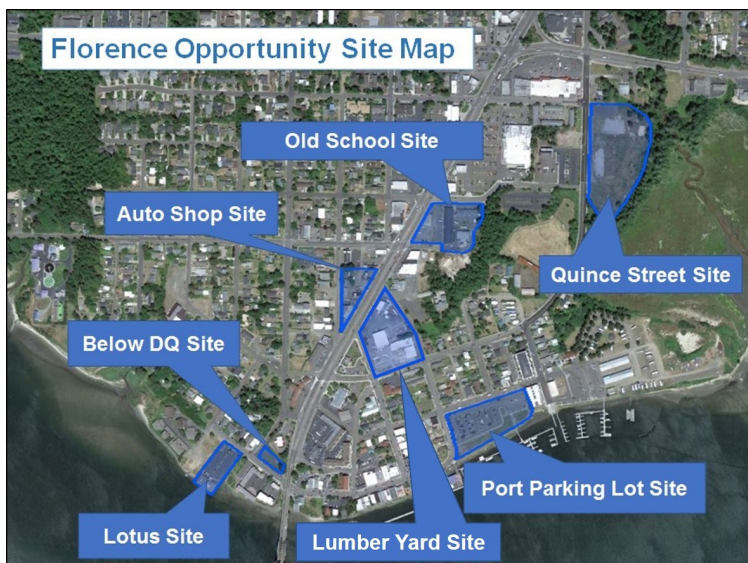 Florence Opportunity Site Map
Old School Site
Auto Shop Site
Quince Street Site
Below DQ Site
Port Parking Lot Site
Lotus Site
Lumber Yard Site